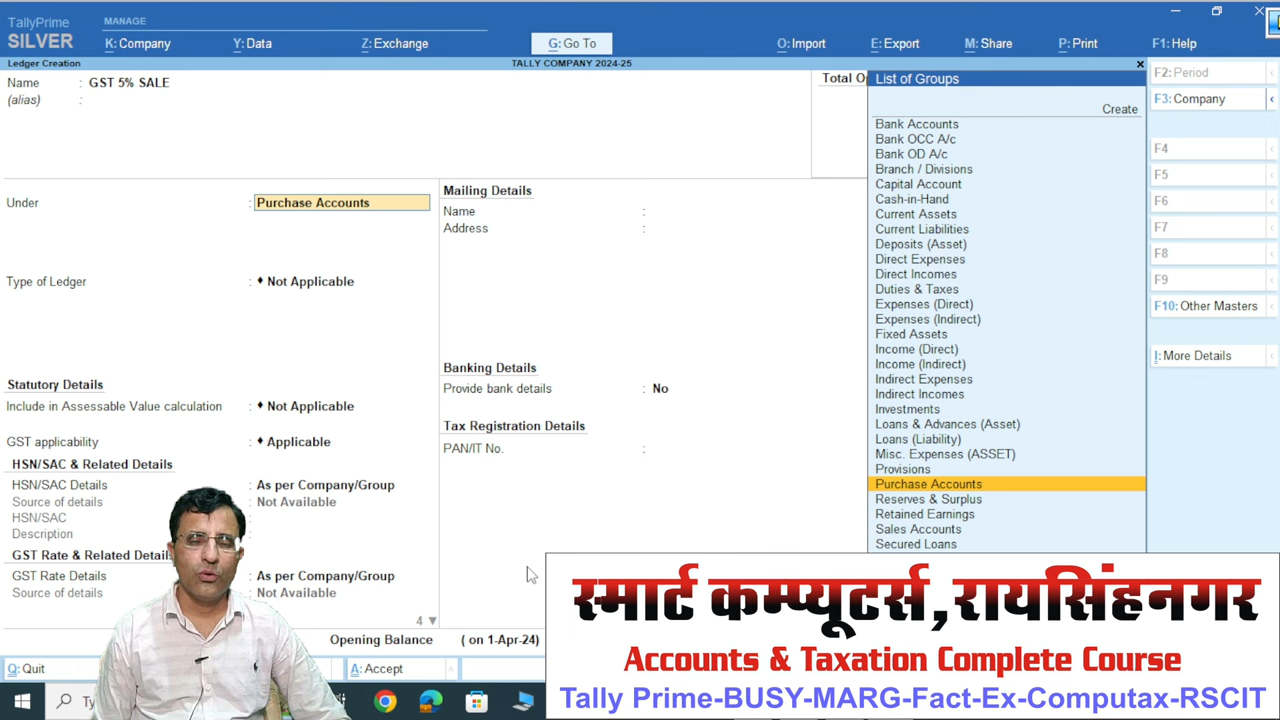 TallyPrime
SILVER
MANAGE
K: Company
Y: Data
Z: Exchange
G: Go To
O: Import
E: Export
M: Share
P: Print
F1: Help
Ledger Creation
TALLY COMPANY 2024-25
Name : GST 5% SALE
(alias) :
Under : Purchase Accounts
Type of Ledger : ♦ Not Applicable
Statutory Details
Include in Assessable Value calculation : ♦ Not Applicable
GST applicability : ♦ Applicable
HSN/SAC & Related Details
HSN/SAC Details : As per Company/Group
Source of details : Not Available
HSN/SAC
Description
GST Rate & Related Details
GST Rate Details : As per Company/Group
Source of details : Not Available
4 ▼
Mailing Details
Name :
Address :
Banking Details
Provide bank details : No
Tax Registration Details
PAN/IT No. :
Opening Balance ( on 1-Apr-24)
Q: Quit
A: Accept
List of Groups
Create
Bank Accounts
Bank OCC A/c
Bank OD A/c
Branch / Divisions
Capital Account
Cash-in-Hand
Current Assets
Current Liabilities
Deposits (Asset)
Direct Expenses
Direct Incomes
Duties & Taxes
Expenses (Direct)
Expenses (Indirect)
Fixed Assets
Income (Direct)
Income (Indirect)
Indirect Expenses
Indirect Incomes
Investments
Loans & Advances (Asset)
Loans (Liability)
Misc. Expenses (ASSET)
Provisions
Purchase Accounts
Reserves & Surplus
Retained Earnings
Sales Accounts
Secured Loans
F2: Period
F3: Company
F4
F5
F6
F7
F8
F9
F10: Other Masters
I: More Details
स्मार्ट कम्प्यूटर्स,रायसिंहनगर
Accounts & Taxation Complete Course
Tally Prime-BUSY-MARG-Fact-Ex-Computax-RSCIT